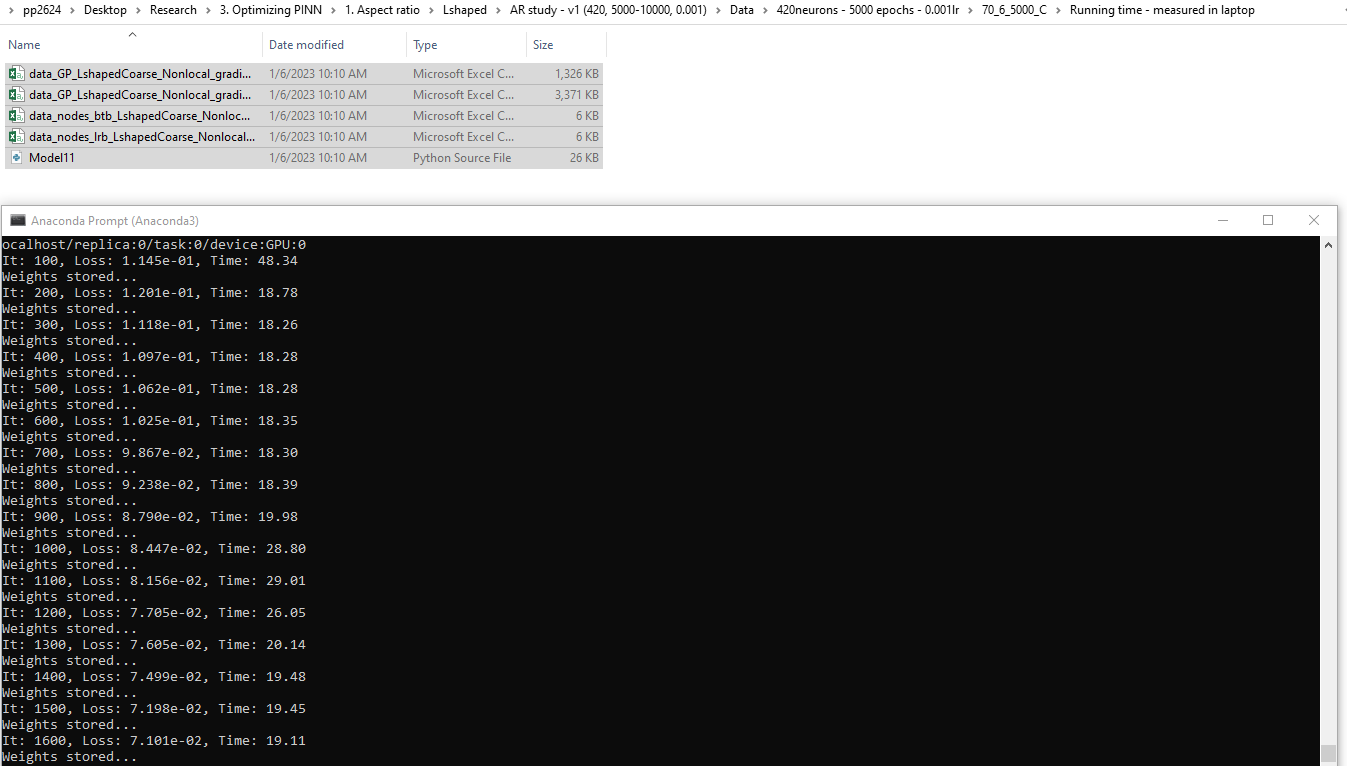 > pp2624 > Desktop > Research > 3. Optimizing PINN > 1. Aspect ratio > Lshaped > AR study - v1 (420, 5000-10000, 0.001) > Data > 420neurons - 5000 epochs - 0.001lr > 70_6_5000_C > Running time - measured in laptop
Name Date modified Type Size
data_GP_LshapedCoarse_Nonlocal_gradi... 1/6/2023 10:10 AM Microsoft Excel C... 1,326 KB
data_GP_LshapedCoarse_Nonlocal_gradi... 1/6/2023 10:10 AM Microsoft Excel C... 3,371 KB
data_nodes_btb_LshapedCoarse_Nonloc... 1/6/2023 10:10 AM Microsoft Excel C... 6 KB
data_nodes_lrb_LshapedCoarse_Nonlocal... 1/6/2023 10:10 AM Microsoft Excel C... 6 KB
Model11 1/6/2023 10:10 AM Python Source File 26 KB
Anaconda Prompt (Anaconda3)
ocalhost/replica:0/task:0/device:GPU:0
It: 100, Loss: 1.145e-01, Time: 48.34
Weights stored...
It: 200, Loss: 1.201e-01, Time: 18.78
Weights stored...
It: 300, Loss: 1.118e-01, Time: 18.26
Weights stored...
It: 400, Loss: 1.097e-01, Time: 18.28
Weights stored...
It: 500, Loss: 1.062e-01, Time: 18.28
Weights stored...
It: 600, Loss: 1.025e-01, Time: 18.35
Weights stored...
It: 700, Loss: 9.867e-02, Time: 18.30
Weights stored...
It: 800, Loss: 9.238e-02, Time: 18.39
Weights stored...
It: 900, Loss: 8.790e-02, Time: 19.98
Weights stored...
It: 1000, Loss: 8.447e-02, Time: 28.80
Weights stored...
It: 1100, Loss: 8.156e-02, Time: 29.01
Weights stored...
It: 1200, Loss: 7.705e-02, Time: 26.05
Weights stored...
It: 1300, Loss: 7.605e-02, Time: 20.14
Weights stored...
It: 1400, Loss: 7.499e-02, Time: 19.48
Weights stored...
It: 1500, Loss: 7.198e-02, Time: 19.45
Weights stored...
It: 1600, Loss: 7.101e-02, Time: 19.11
Weights stored...